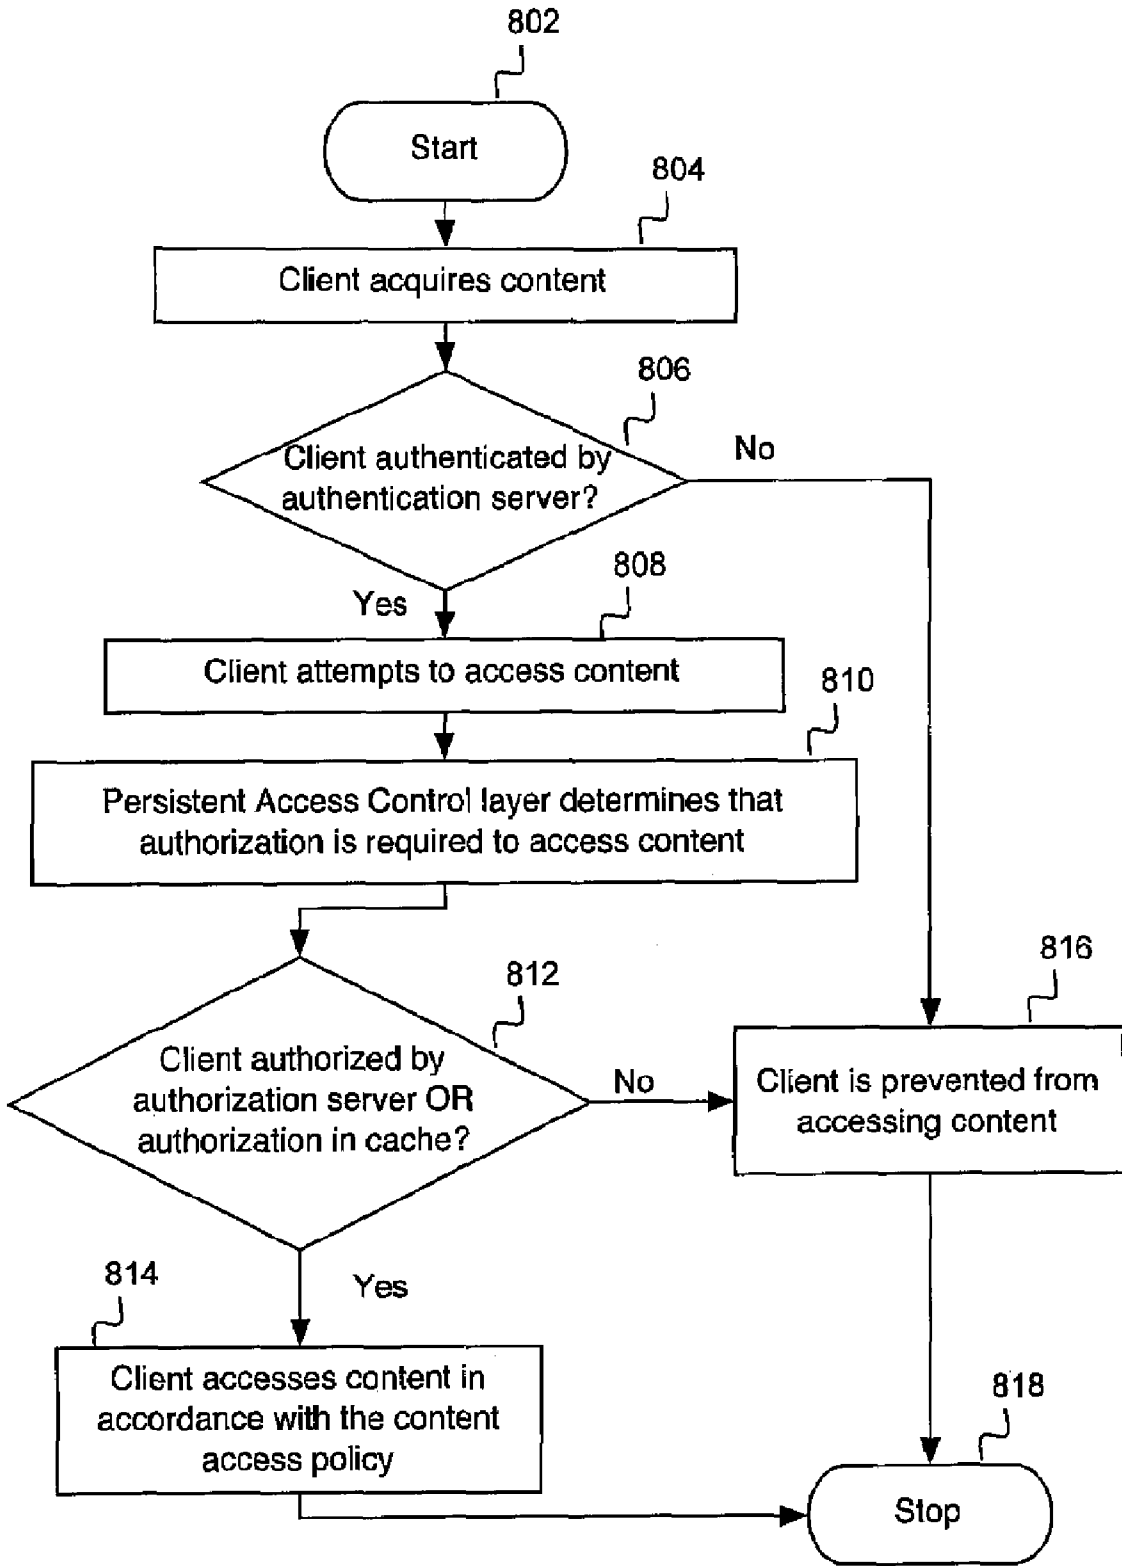 802
Start
804
Client acquires content
806
Client authenticated by
authentication server?
No
808
Yes
Client attempts to access content
810
Persistent Access Control layer determines that
authorization is required to access content
812
816
Client authorized by
authorization server OR
authorization in cache?
No
Client is prevented from
accessing content
814
Yes
Client accesses content in
accordance with the content
access policy
818
Stop